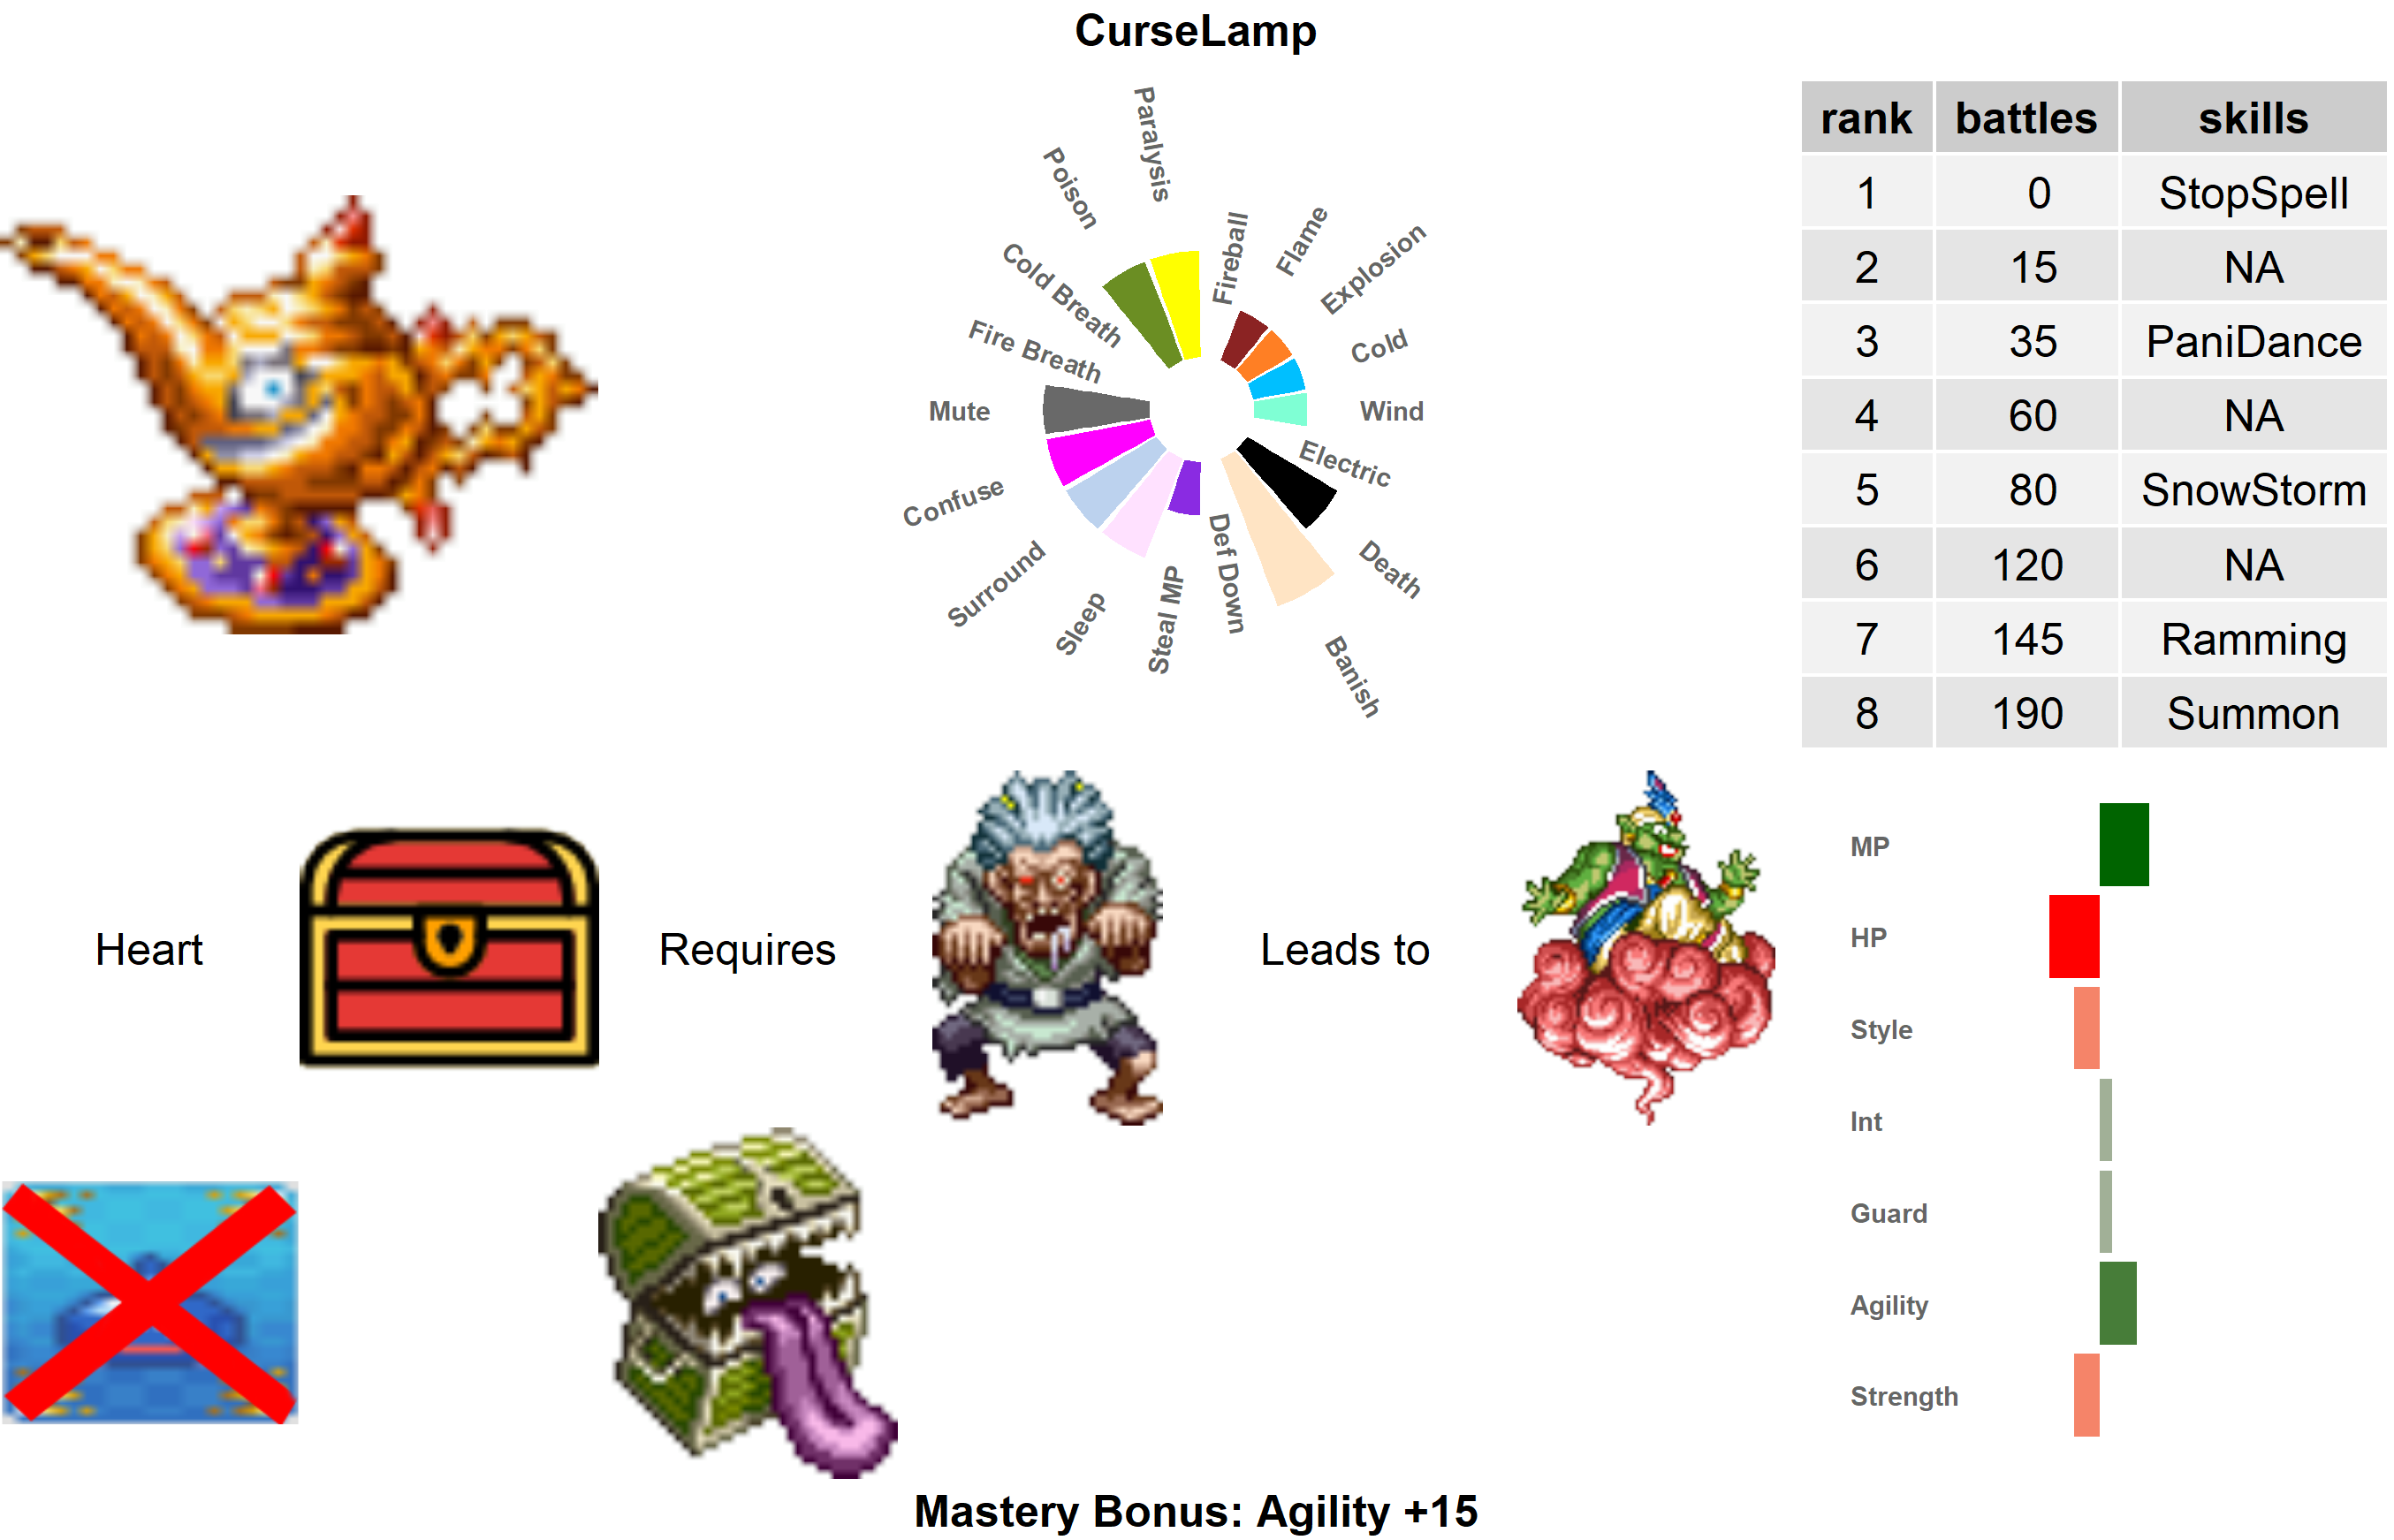 CurseLamp
Paralysis
Poison
Cold Breath
Fire Breath
Mute
Confuse
Surround
Sleep
Steal MP
Def Down
Banish
Death
Electric
Wind
Cold
Explosion
Flame
Fireball
rank battles skills
1 0 StopSpell
2 15 NA
3 35 PaniDance
4 60 NA
5 80 SnowStorm
6 120 NA
7 145 Ramming
8 190 Summon
Heart
Requires
Leads to
MP
HP
Style
Int
Guard
Agility
Strength
Mastery Bonus: Agility +15